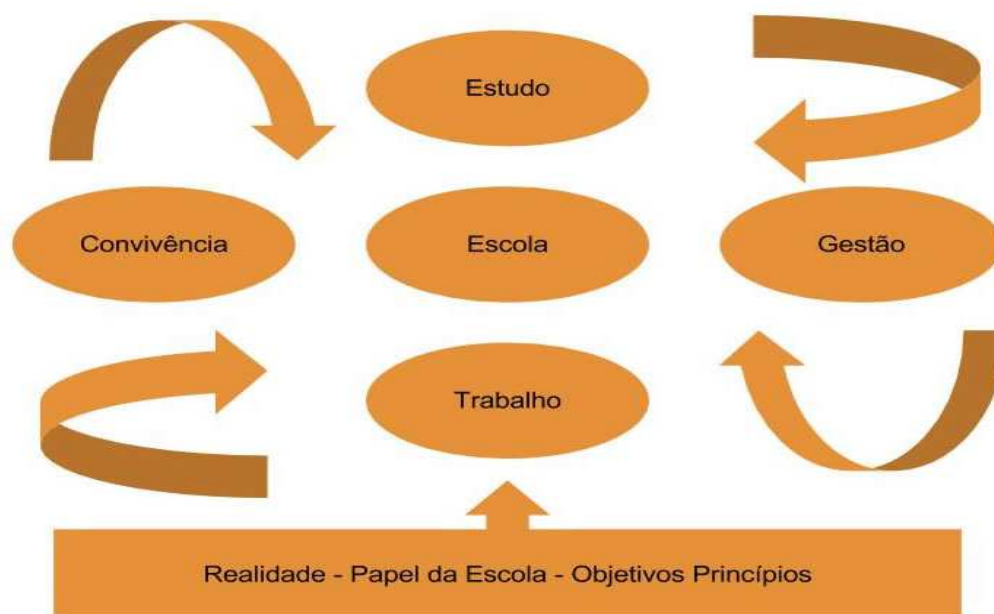 Estudo
Convivência
Escola
Gestão
Trabalho
Realidade - Papel da Escola - Objetivos Princípios